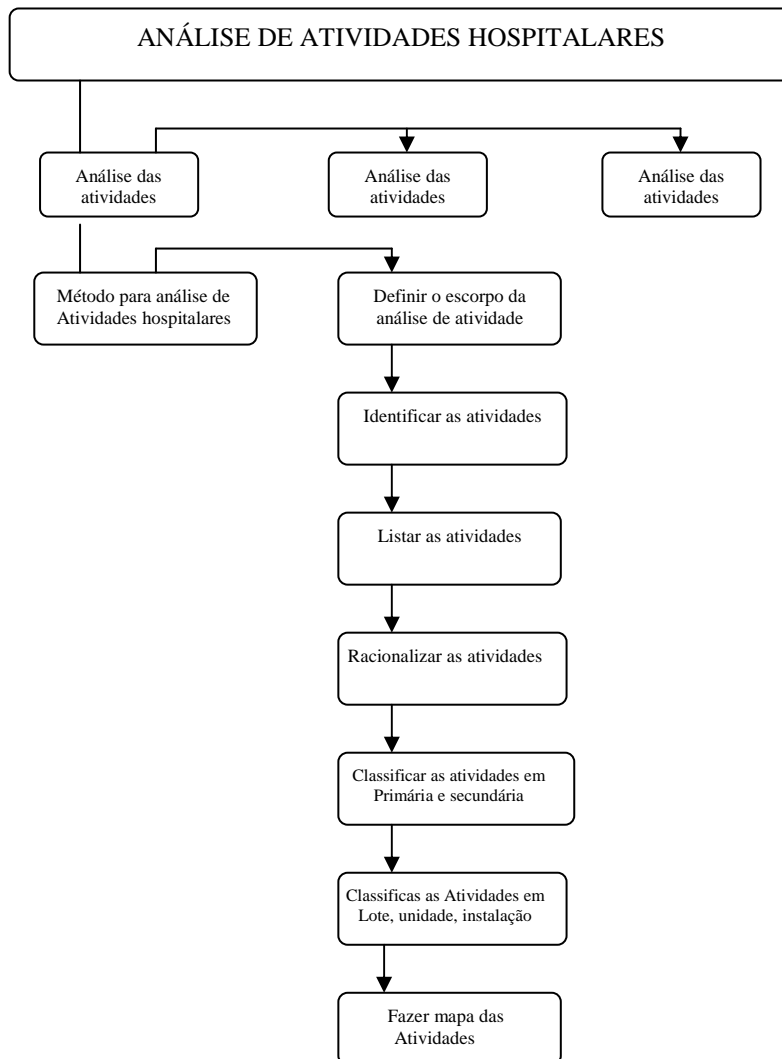 ANÁLISE DE ATIVIDADES HOSPITALARES
Análise das
atividades
Análise das
atividades
Análise das
atividades
Método para análise de
Atividades hospitalares
Definir o escorpo da
análise de atividade
Identificar as atividades
Listar as atividades
Racionalizar as atividades
Classificar as atividades em
Primária e secundária
Classificas as Atividades em
Lote, unidade, instalação
Fazer mapa das
Atividades